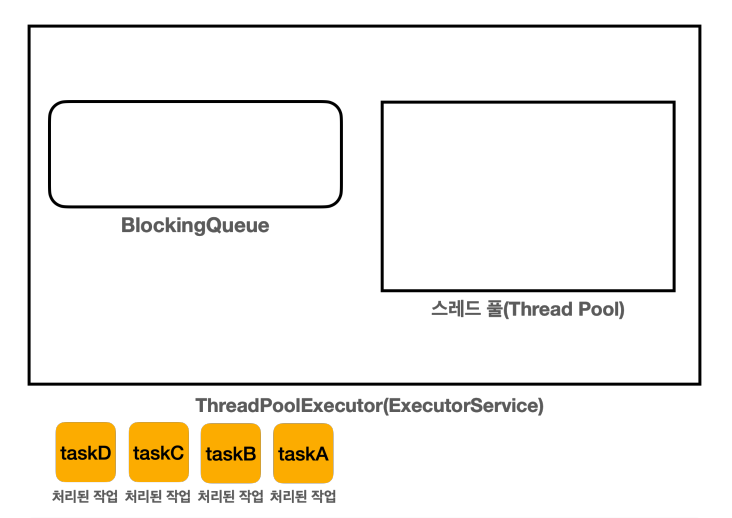 BlockingQueue
스레드 풀(Thread Pool)
ThreadPoolExecutor(ExecutorService)
taskD taskC taskB taskA
처리된 작업 처리된 작업 처리된 작업 처리된 작업